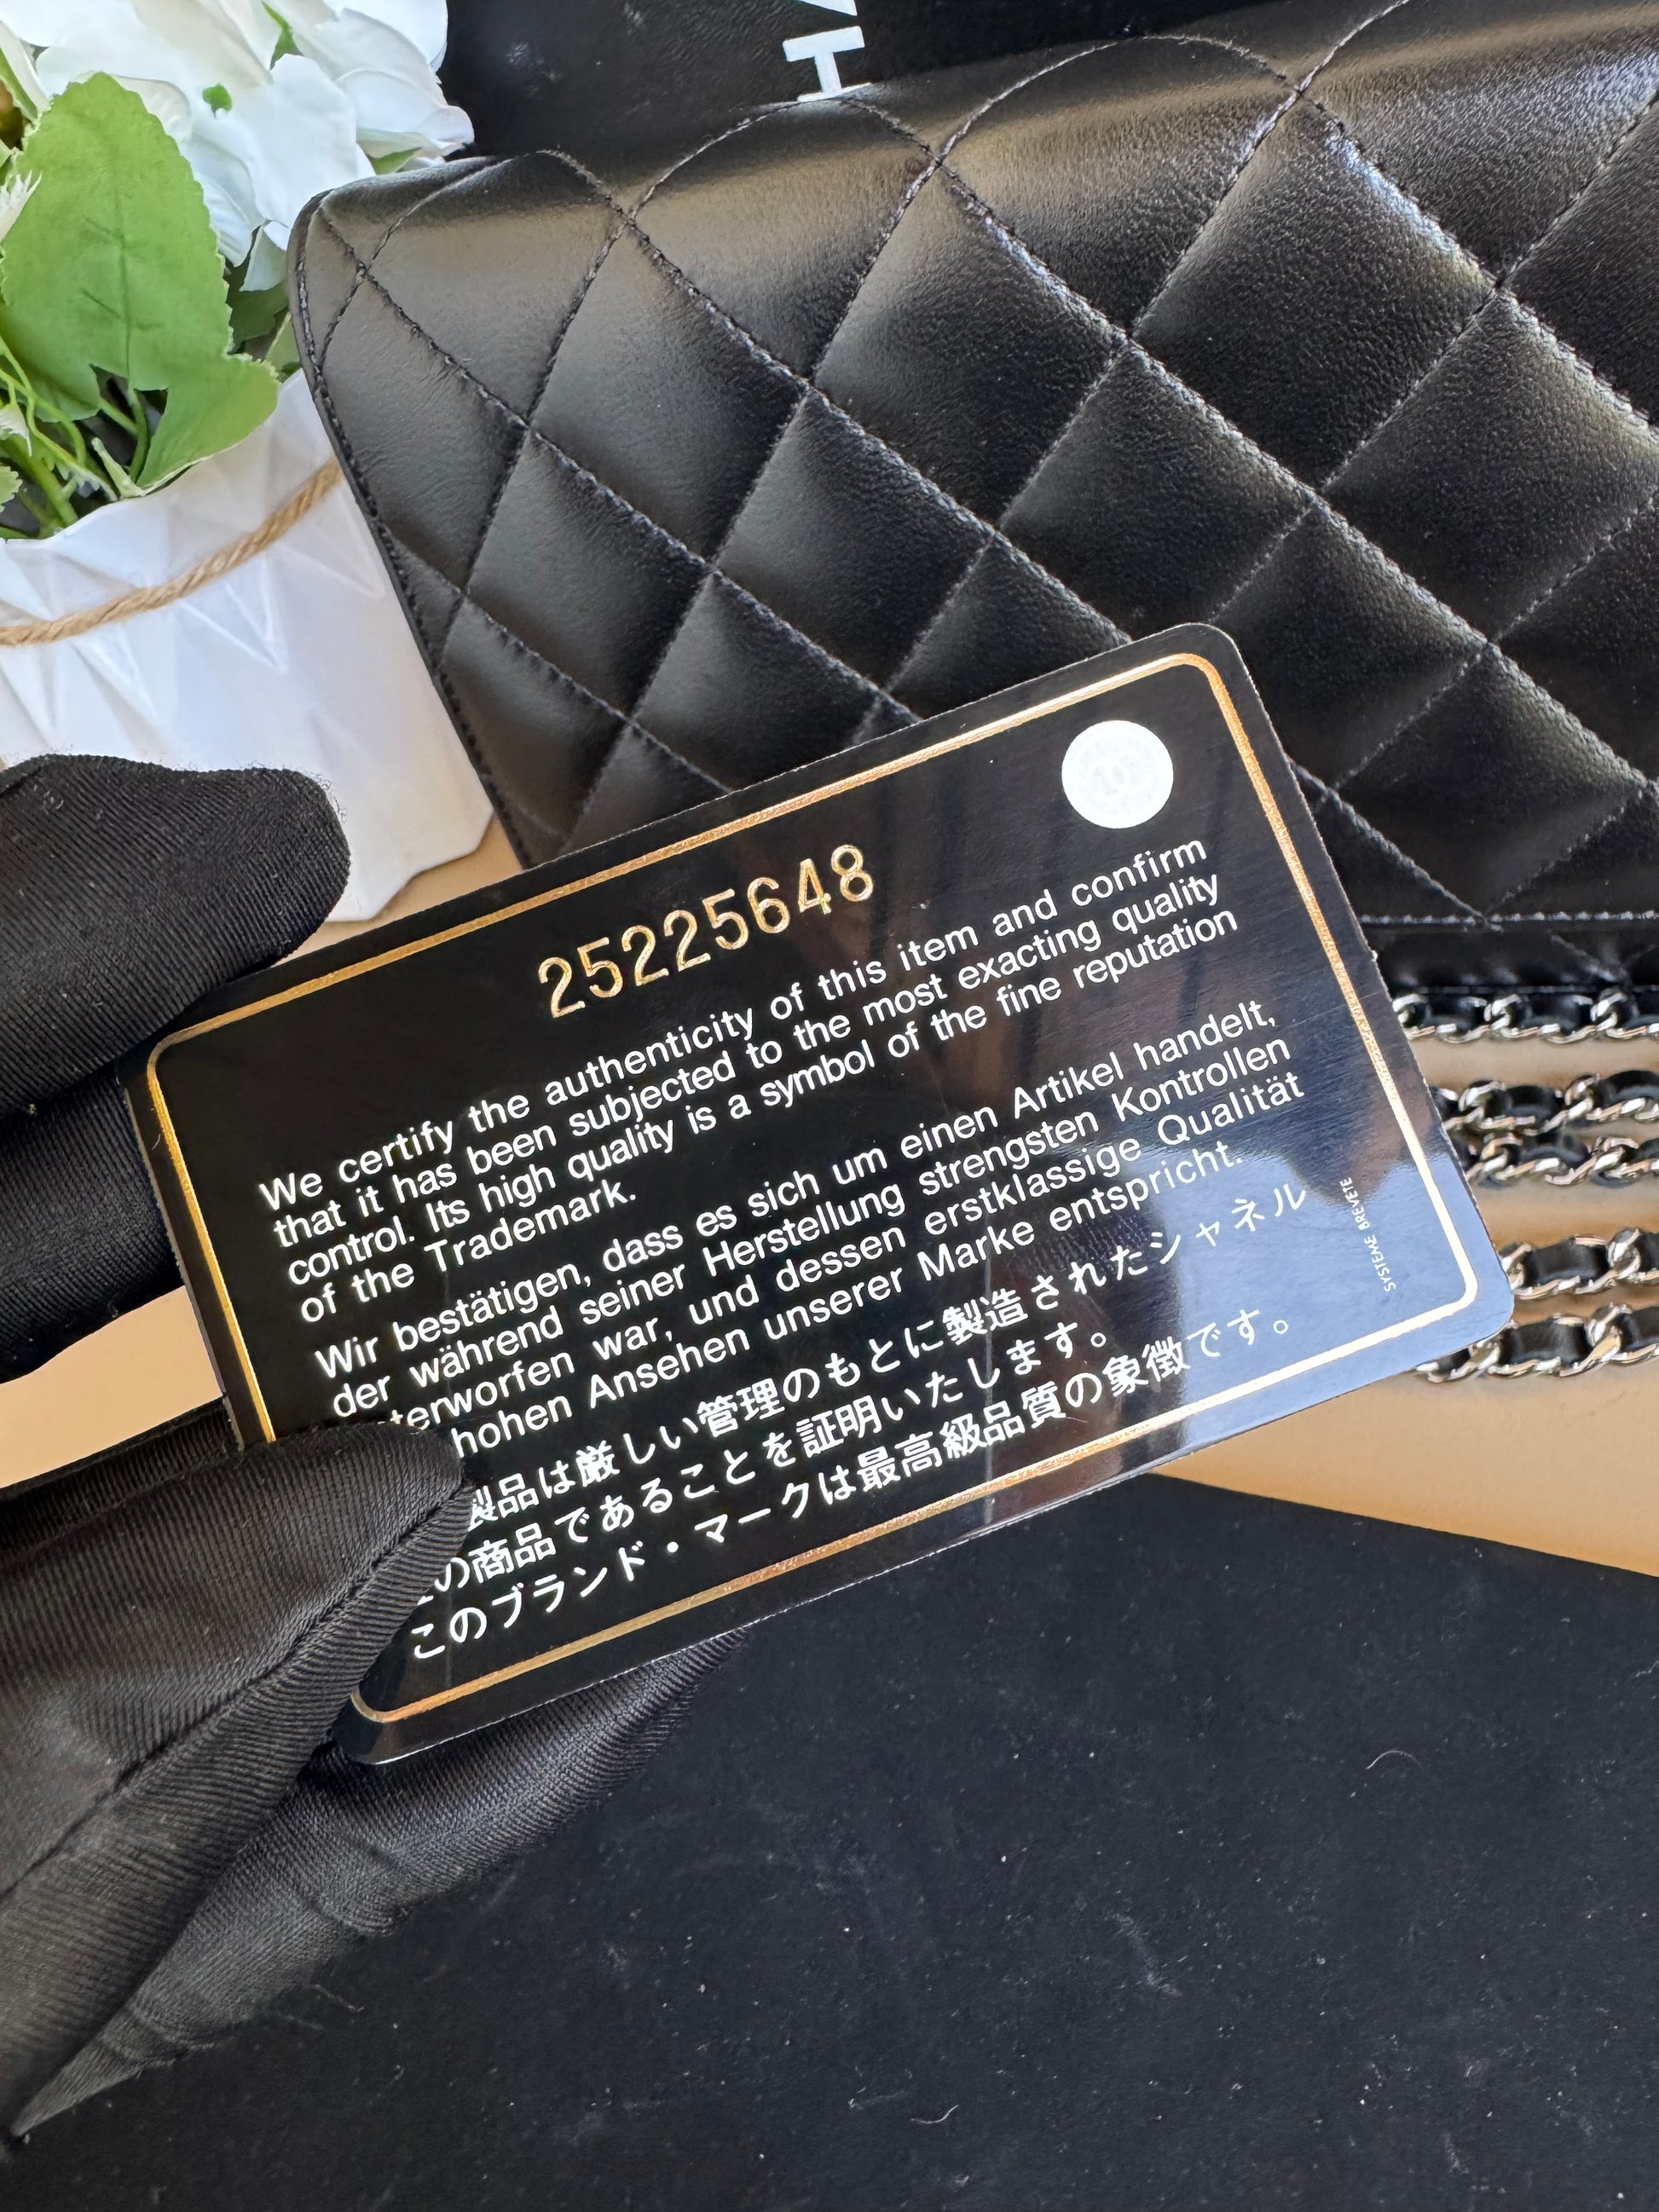 H
25225648
We certify the authenticity of this item and confirm
that it has been subjected to the most exacting quality
control. Its high quality is a symbol of the fine reputation
of the Trademark.
Wir bestätigen, dass es sich um einen Artikel handelt,
der während seiner Herstellung strengsten Kontrollen
terworfen war, und dessen erstklassige Qualität
hohen Ansehen unserer Marke entspricht.
製品は厳しい管理のもとに製造されたシャネル
の商品であることを証明いたします。
このブランド・マークは最高級品質の象徴です。
SYSTEME BREVETE